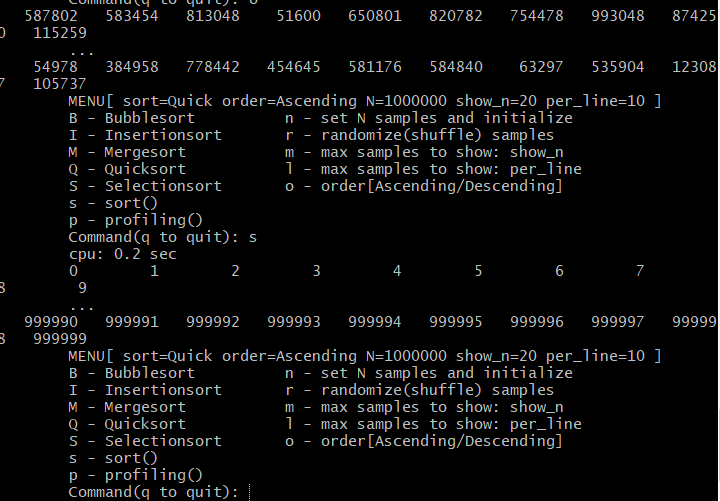 Command(q to quit): o
587802 583454 813048 51600 650801 820782 754478 993048 87425
0 115259
...
54978 384958 778442 454645 581176 584840 63297 535904 12308
7 105737
MENU[ sort=Quick order=Ascending N=1000000 show_n=20 per_line=10 ]
B - Bubblesort n - set N samples and initialize
I - Insertionsort r - randomize(shuffle) samples
M - Mergesort m - max samples to show: show_n
Q - Quicksort l - max samples to show: per_line
S - Selectionsort o - order[Ascending/Descending]
s - sort()
p - profiling()
Command(q to quit): s
cpu: 0.2 sec
0 1 2 3 4 5 6 7
8 9
...
999990 999991 999992 999993 999994 999995 999996 999997 99999
8 999999
MENU[ sort=Quick order=Ascending N=1000000 show_n=20 per_line=10 ]
B - Bubblesort n - set N samples and initialize
I - Insertionsort r - randomize(shuffle) samples
M - Mergesort m - max samples to show: show_n
Q - Quicksort l - max samples to show: per_line
S - Selectionsort o - order[Ascending/Descending]
s - sort()
p - profiling()
Command(q to quit):